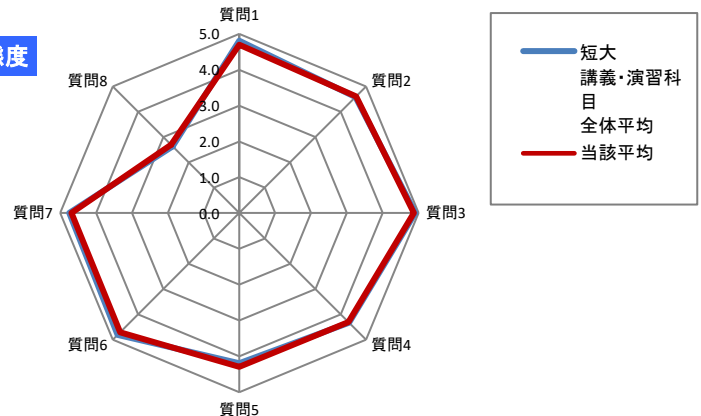 態度
質問1
質問2
質問3
質問4
質問5
質問6
質問7
質問8
5.0
4.0
3.0
2.0
1.0
0.0
短大
講義・演習科
目
全体平均
当該平均